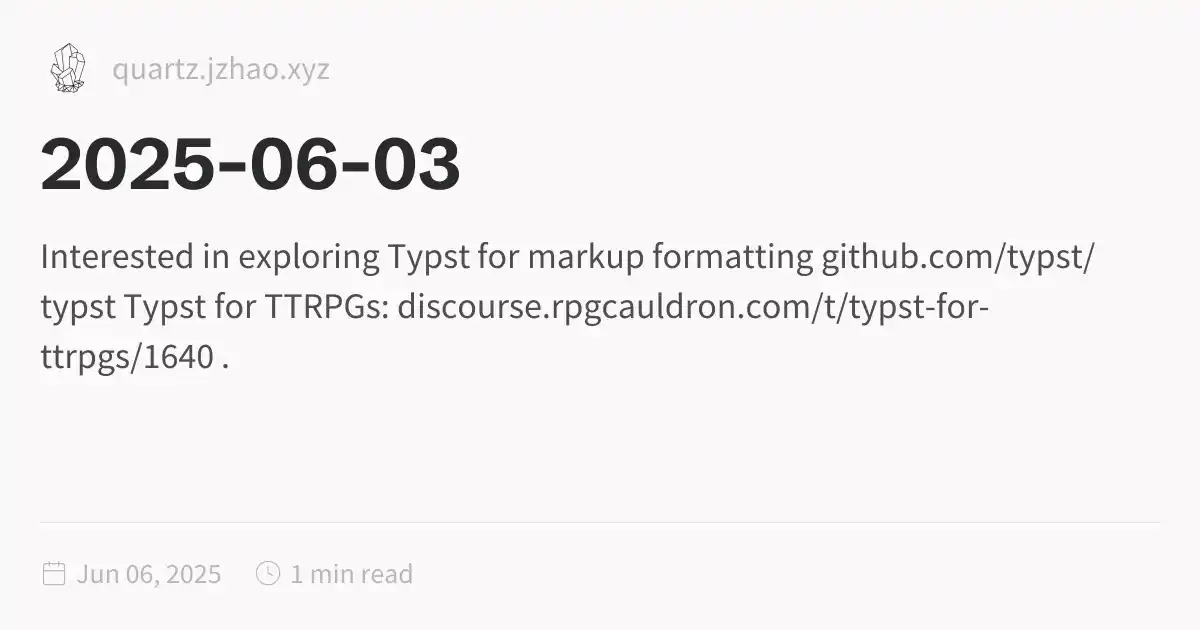 quartz.jzhao.xyz
2025-06-03
Interested in exploring Typst for markup formatting github.com/typst/
typst Typst for TTRPGs: discourse.rpgcauldron.com/t/typst-for-
ttrpgs/1640 .
Jun 06, 2025 1 min read